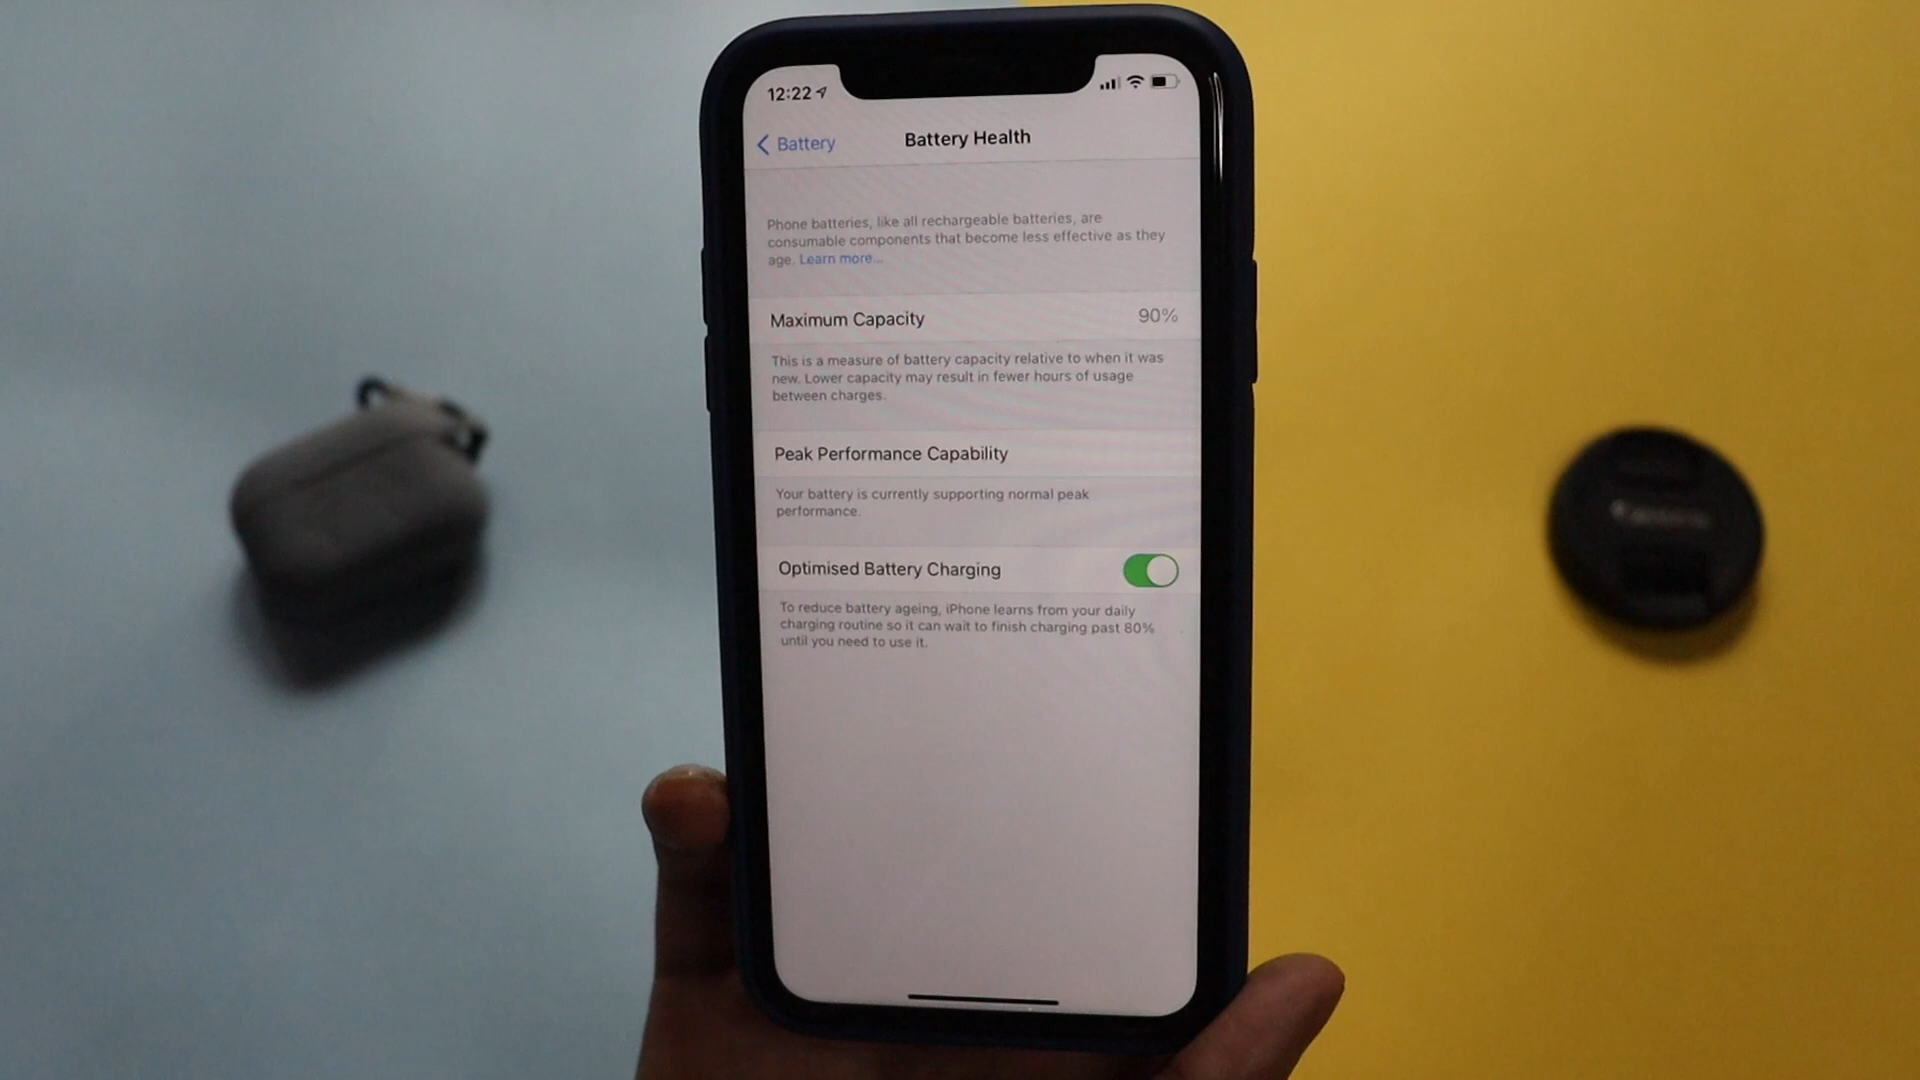 12:22
Battery
Battery Health
Phone batteries, like all rechargeable batteries, are
consumable components that become less effective as they
age. Learn more...
Maximum Capacity 90%
This is a measure of battery capacity relative to when it was
new. Lower capacity may result in fewer hours of usage
between charges.
Peak Performance Capability
Your battery is currently supporting normal peak
performance.
Optimised Battery Charging
To reduce battery ageing, iPhone learns from your daily
charging routine so it can wait to finish charging past 80%
until you need to use it.